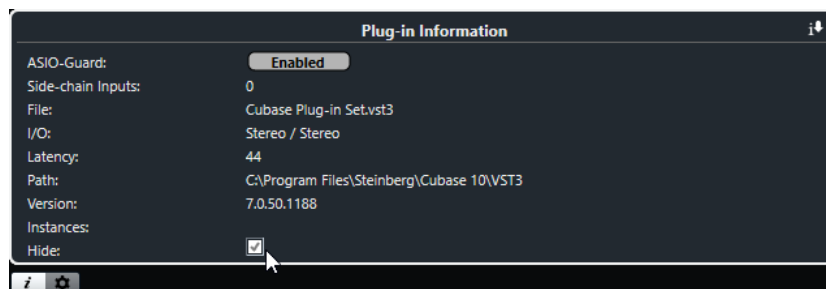 Plug-in Information
ASIO-Guard: Enabled
Side-chain Inputs: 0
File: Cubase Plug-in Set.vst3
I/O: Stereo / Stereo
Latency: 44
Path: C:\Program Files\Steinberg\Cubase 10\VST3
Version: 7.0.50.1188
Instances:
Hide: